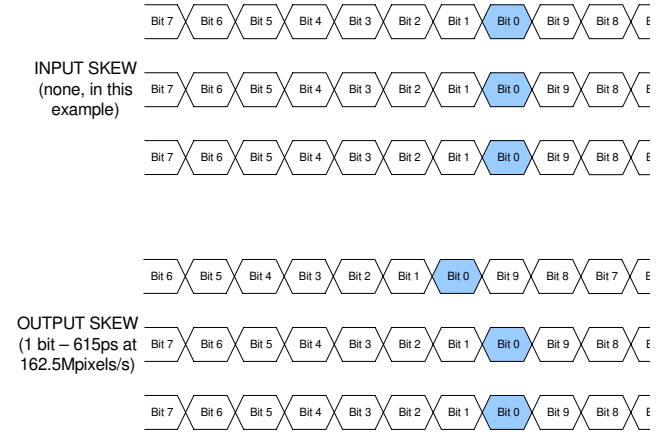 Bit 7 Bit 6 Bit 5 Bit 4 Bit 3 Bit 2 Bit 1 Bit 0 Bit 9 Bit 8
INPUT SKEW
(none, in this
example)
Bit 7 Bit 6 Bit 5 Bit 4 Bit 3 Bit 2 Bit 1 Bit 0 Bit 9 Bit 8
Bit 7 Bit 6 Bit 5 Bit 4 Bit 3 Bit 2 Bit 1 Bit 0 Bit 9 Bit 8
Bit 6 Bit 5 Bit 4 Bit 3 Bit 2 Bit 1 Bit 0 Bit 9 Bit 8 Bit 7
OUTPUT SKEW
(1 bit – 615ps at
162.5Mpixels/s)
Bit 7 Bit 6 Bit 5 Bit 4 Bit 3 Bit 2 Bit 1 Bit 0 Bit 9 Bit 8
Bit 7 Bit 6 Bit 5 Bit 4 Bit 3 Bit 2 Bit 1 Bit 0 Bit 9 Bit 8